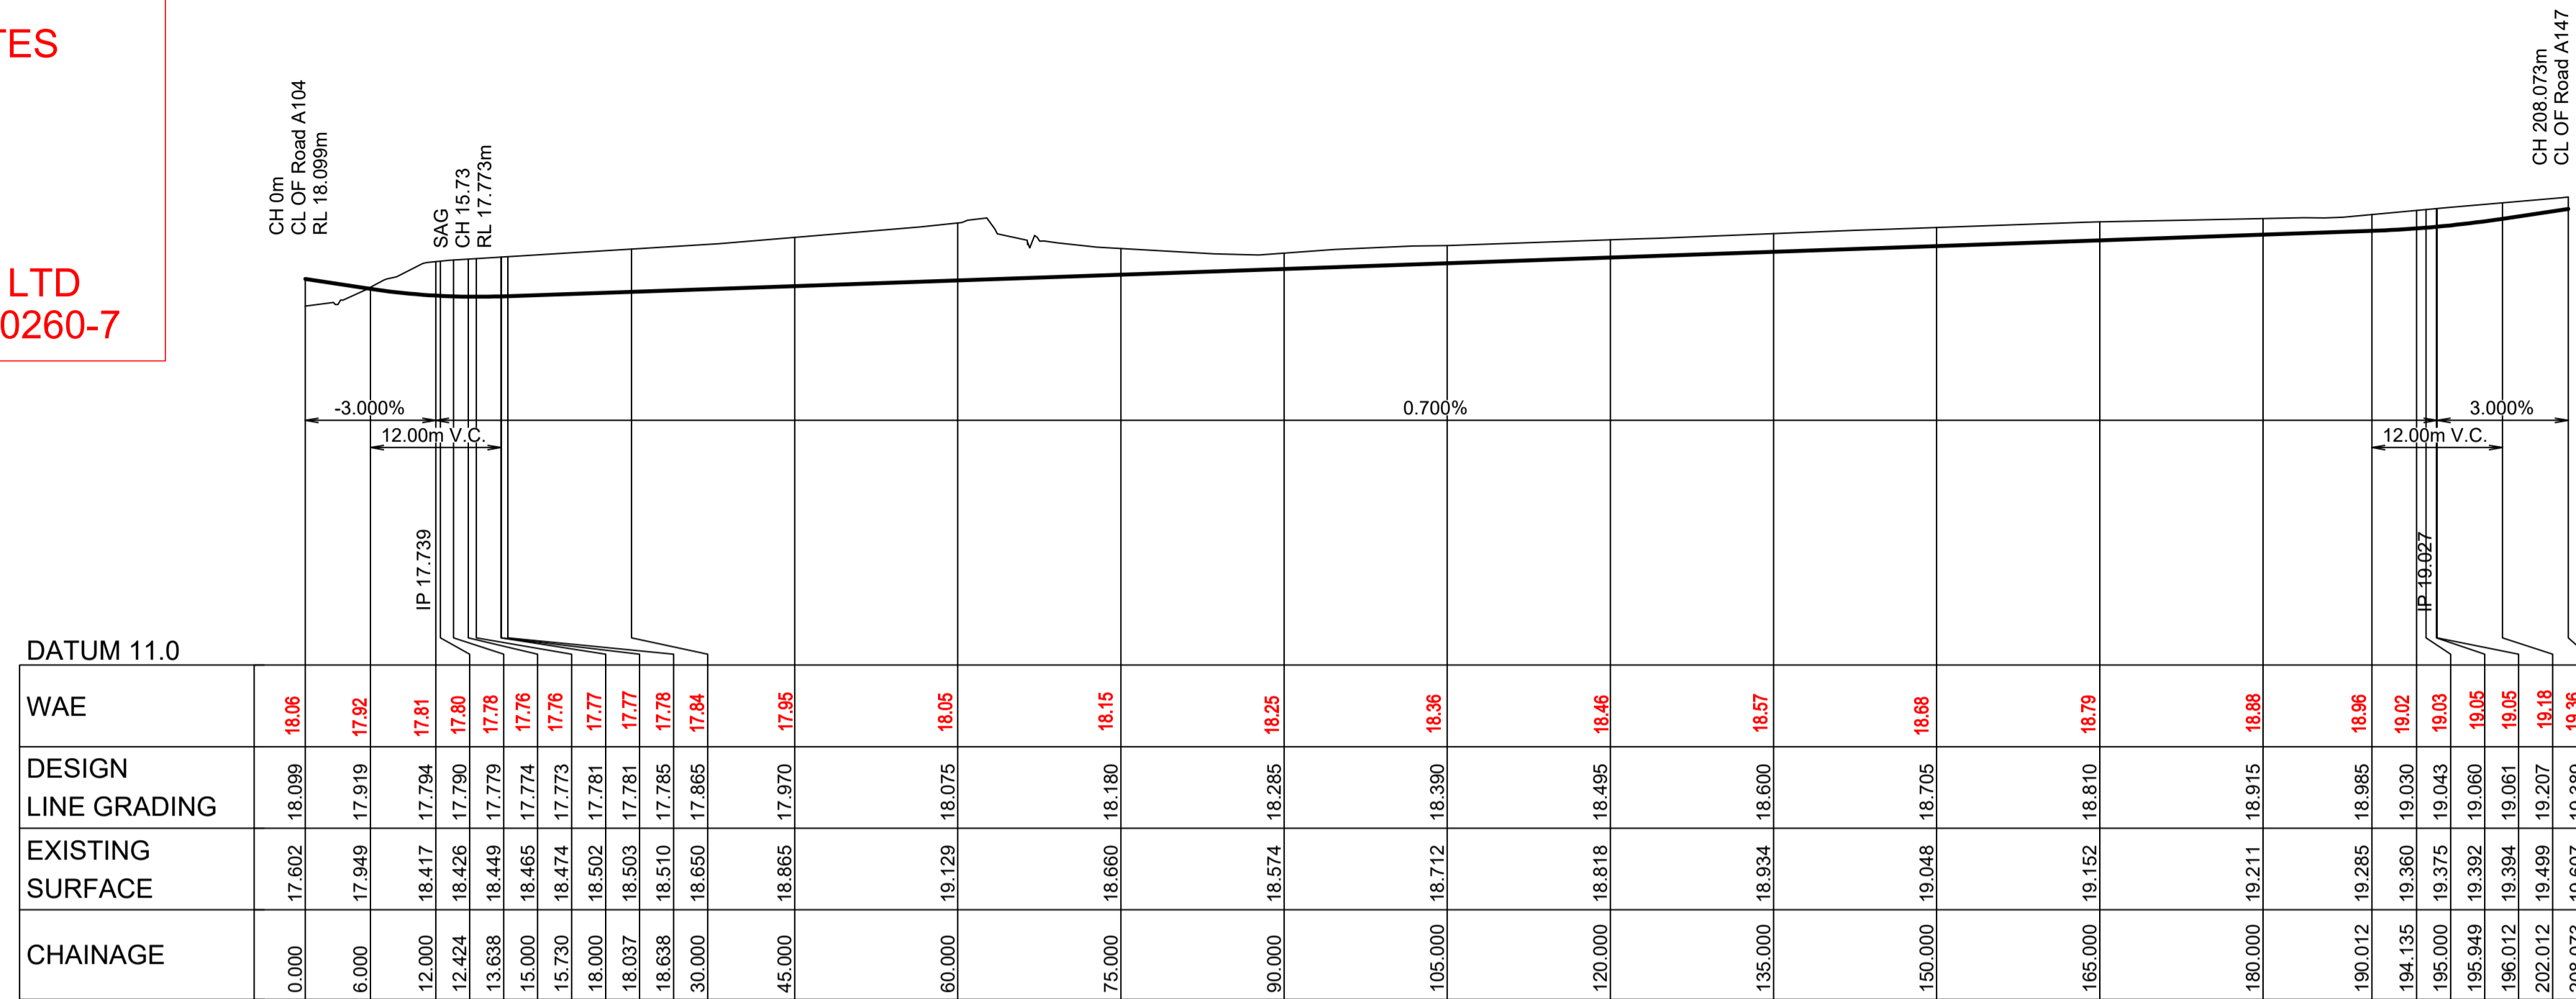 TES
LTD
0260-7
CH 0m
CL OF Road A104
RL 18.099m
SAG
CH 15.73
RL 17.773m
CH 208.073m
CL OF Road A147
-3.000%
0.700%
3.000%
12.00m V.C.
12.00m V.C.
IP 17.739
IP 19.027
DATUM 11.0
WAE 18.06 17.92 17.81 17.80 17.78 17.76 17.76 17.77 17.77 17.78 17.84 17.95 18.05 18.15 18.25 18.36 18.46 18.57 18.68 18.79 18.88 18.96 19.02 19.03 19.05 19.05 19.18 19.36
DESIGN
LINE GRADING 18.099 17.919 17.794 17.790 17.779 17.774 17.773 17.781 17.781 17.785 17.865 17.970 18.075 18.180 18.285 18.390 18.495 18.600 18.705 18.810 18.915 18.985 19.030 19.043 19.060 19.061 19.207
EXISTING
SURFACE 17.602 17.949 18.417 18.426 18.449 18.465 18.474 18.502 18.503 18.510 18.650 18.865 19.129 18.660 18.574 18.712 18.818 18.934 19.048 19.152 19.211 19.285 19.360 19.375 19.392 19.394 19.499
CHAINAGE 0.000 6.000 12.000 12.424 13.638 15.000 15.730 18.000 18.037 18.638 30.000 45.000 60.000 75.000 90.000 105.000 120.000 135.000 150.000 165.000 180.000 190.012 194.135 195.000 195.949 196.012 202.012